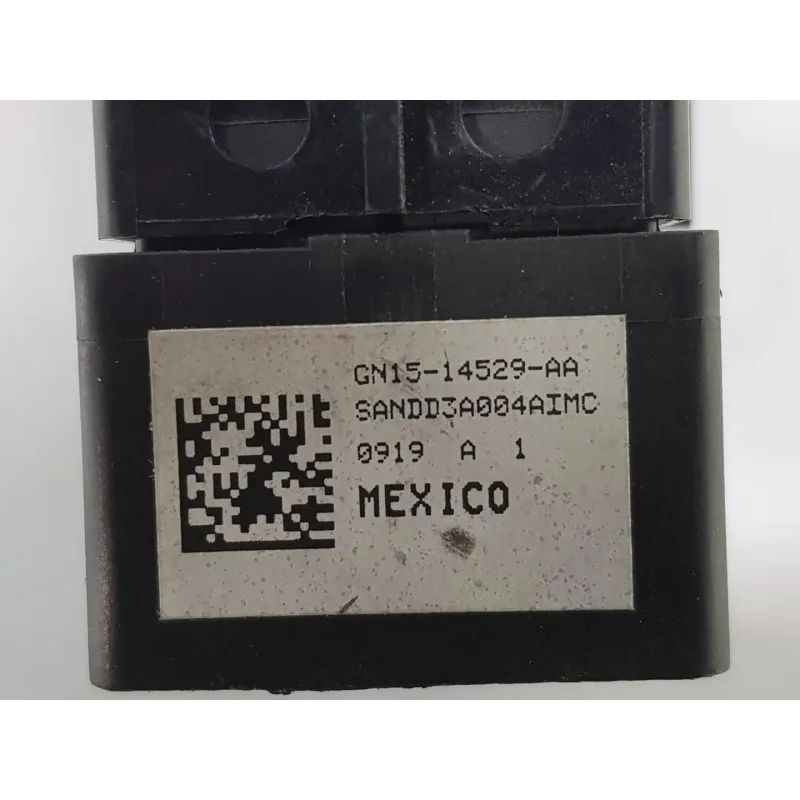 GN15-14529-AA
SANDD3A004AIMC
0919 A 1
MEXICO